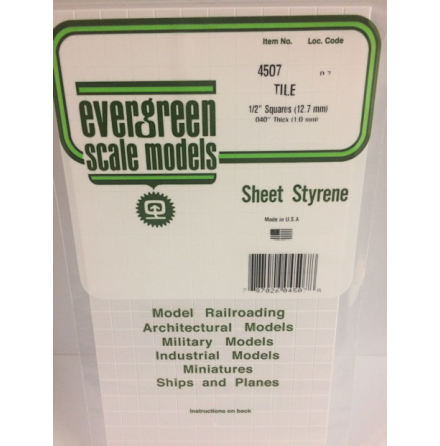 Item No. Loc. Code
4507
TILE
1/2" Squares (12.7 mm)
.040" Thick (1.0 mm)
evergreen
scale models
Sheet Styrene
Made in U.S.A
Model Railroading
Architectural Models
Military Models
Industrial Models
Miniatures
Ships and Planes
Instructions on back